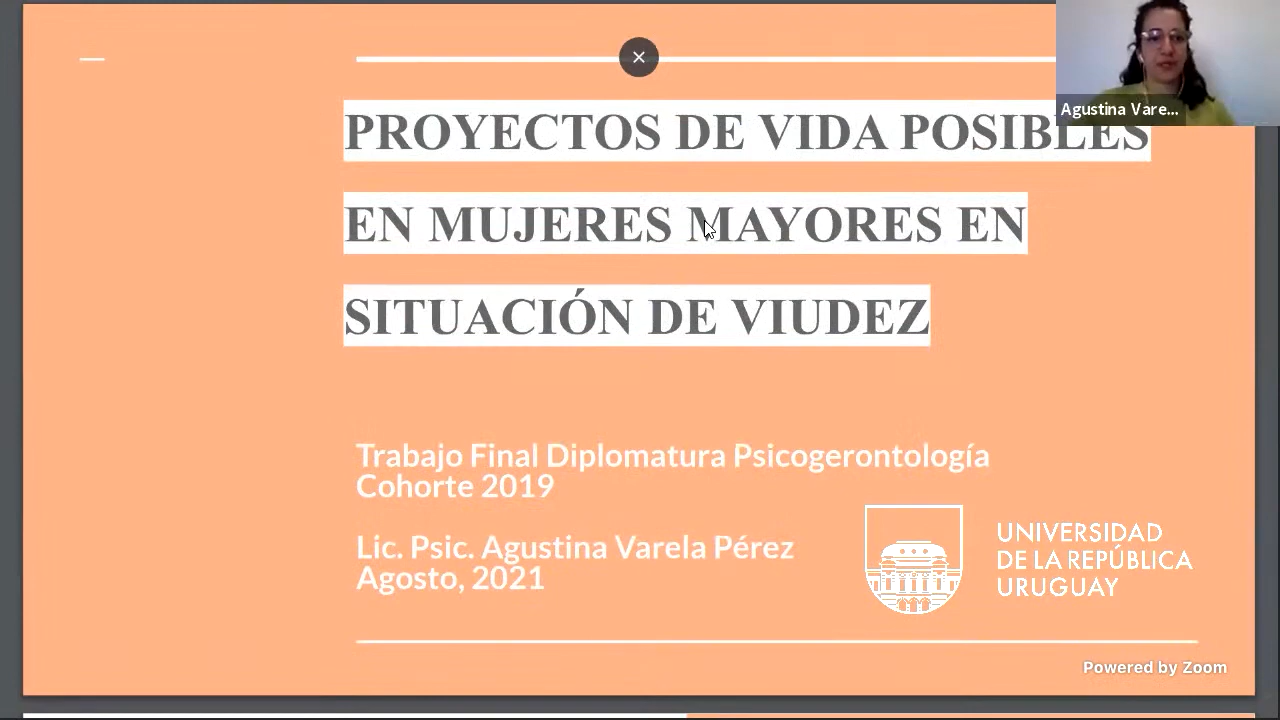 PROYECTOS DE VIDA POSIBLES
EN MUJERES MAYORES EN
SITUACIÓN DE VIUDEZ
Trabajo Final Diplomatura Psicogerontología
Cohorte 2019
Lic. Psic. Agustina Varela Pérez
Agosto, 2021
UNIVERSIDAD
DE LA REPÚBLICA
URUGUAY
Agustina Vare...
Powered by Zoom